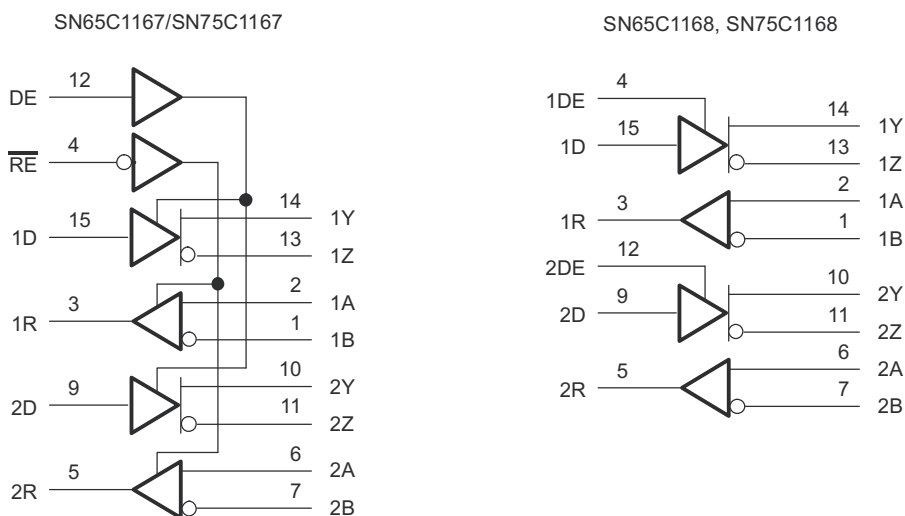 SN65C1167/SN75C1167
DE 12
RE 4
1D 15 14 1Y
13 1Z
1R 3 2 1A
1 1B
2D 9 10 2Y
11 2Z
2R 5 6 2A
7 2B
SN65C1168, SN75C1168
1DE 4
1D 15 14 1Y
13 1Z
1R 3 2 1A
1 1B
2DE 12
2D 9 10 2Y
11 2Z
2R 5 6 2A
7 2B